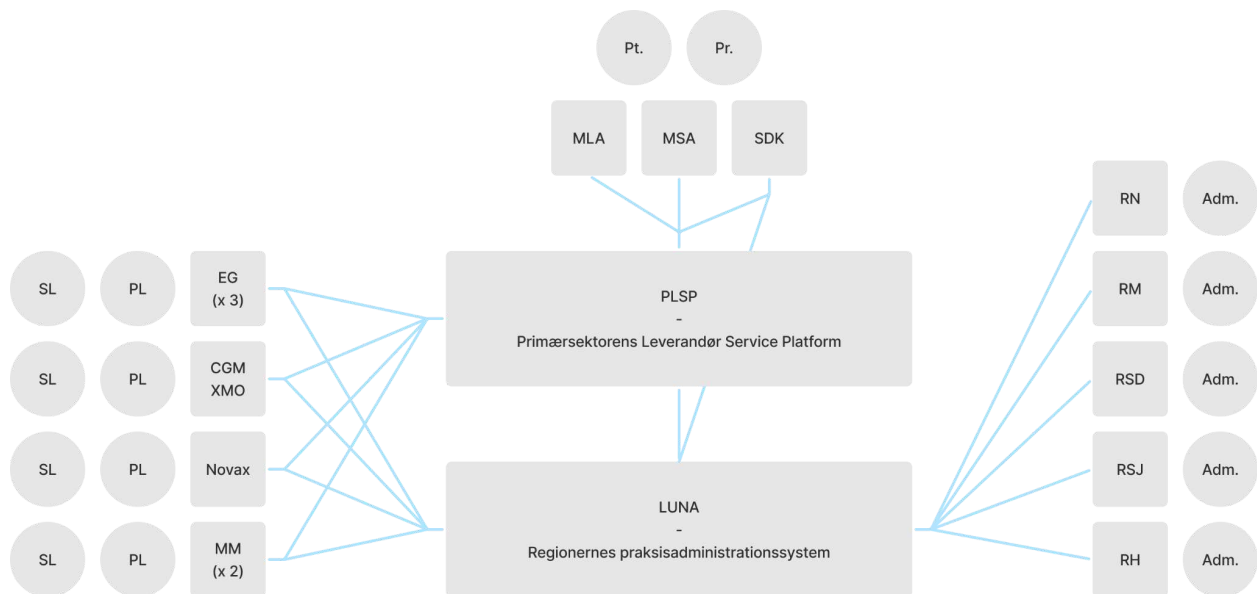 Pt.
Pr.
MLA
MSA
SDK
RN
Adm.
SL
PL
EG
(x 3)
PLSP
-
Primærsektorens Leverandør Service Platform
RM
Adm.
SL
PL
CGM
XMO
RSD
Adm.
SL
PL
Novax
LUNA
-
Regionernes praksisadministrationssystem
RSJ
Adm.
SL
PL
MM
(x 2)
RH
Adm.